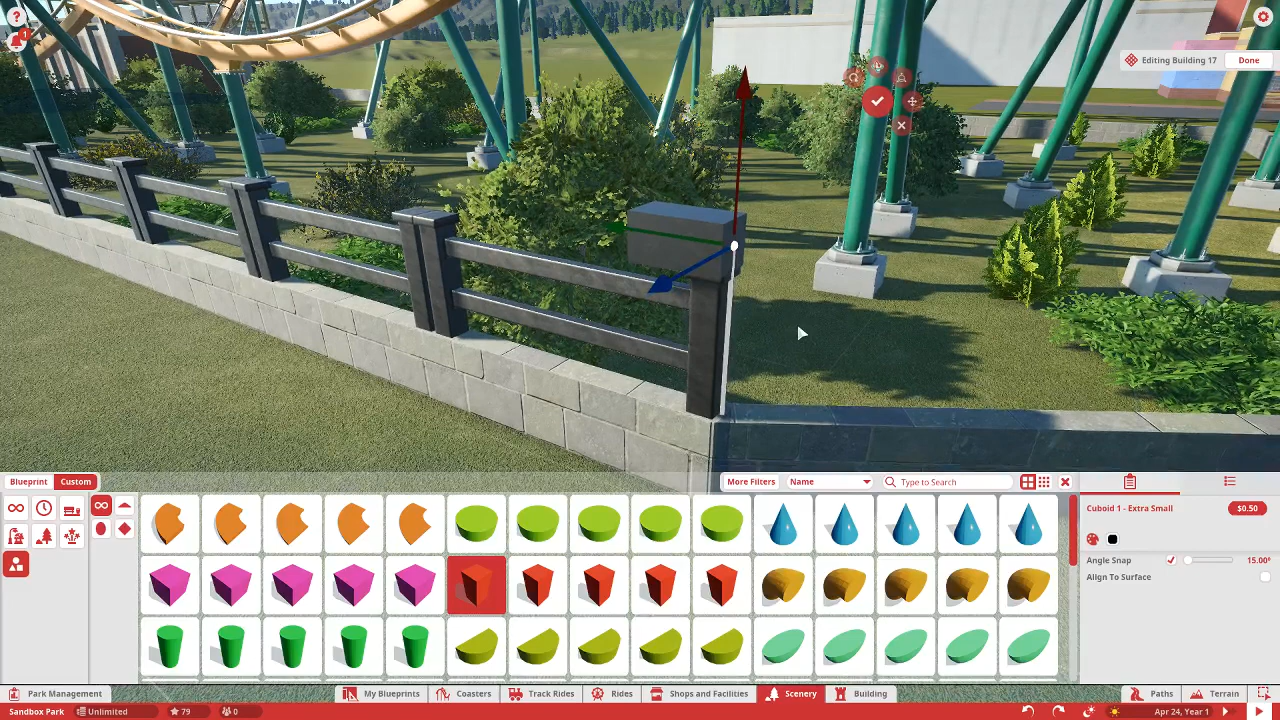 ?
1
Editing Building 17 Done
Blueprint Custom More Filters Name Type to Search
Cuboid 1 - Extra Small $0.50
Angle Snap 15.00°
Align To Surface
Park Management My Blueprints Coasters Track Rides Rides Shops and Facilities Scenery Building Paths Terrain
Sandbox Park Unlimited 79 0 Apr 24, Year 1